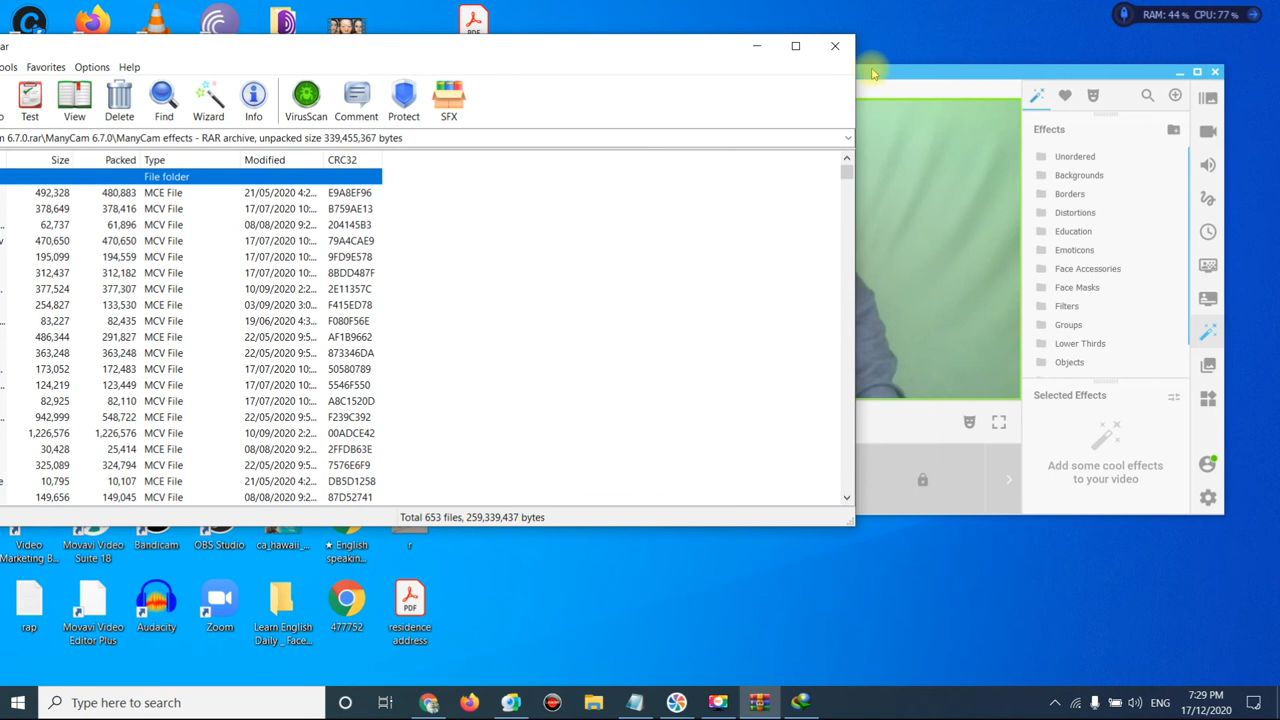 RAM: 44 % CPU: 77 %
PDF
ar
ools Favorites Options Help
Test View Delete Find Wizard Info VirusScan Comment Protect SFX
6.7.0.rar\ManyCam 6.7.0\ManyCam effects - RAR archive, unpacked size 339,455,367 bytes
Size Packed Type Modified CRC32
File folder
492,328 480,883 MCE File 21/05/2020 4:2... E9A8EF96
378,649 378,416 MCV File 17/07/2020 10:... B759AE13
62,737 61,896 MCV File 08/08/2020 9:2... 204145B3
470,650 470,650 MCV File 17/07/2020 10:... 79A4CAE9
195,099 194,559 MCV File 17/07/2020 10:... 9FD9E578
312,437 312,182 MCV File 17/07/2020 10:... 8BDD487F
377,524 377,307 MCV File 10/09/2020 2:2... 2E11357C
254,827 133,530 MCE File 03/09/2020 3:0... F415ED78
83,227 82,435 MCV File 19/06/2020 4:3... F080F56E
486,344 291,827 MCE File 22/05/2020 9:5... AF1B9662
363,248 363,248 MCV File 22/05/2020 9:5... 873346DA
173,052 172,483 MCV File 17/07/2020 10:... 50580789
124,219 123,449 MCV File 17/07/2020 10:... 5546F550
82,925 82,110 MCV File 17/07/2020 10:... A8C1520D
942,999 548,722 MCE File 22/05/2020 9:5... F239C392
1,226,576 1,226,576 MCV File 10/09/2020 2:2... 00ADCE42
30,428 25,414 MCE File 08/08/2020 9:2... 2FFDB63E
325,089 324,794 MCV File 22/05/2020 9:5... 7576E6F9
10,795 10,107 MCE File 21/05/2020 4:2... DB5D1258
149,656 149,045 MCV File 08/08/2020 9:2... 87D52741
Total 653 files, 259,339,437 bytes
Effects
Unordered
Backgrounds
Borders
Distortions
Education
Emoticons
Face Accessories
Face Masks
Filters
Groups
Lower Thirds
Objects
Selected Effects
Add some cool effects
to your video
Video Marketing B...
Movavi Video Suite 18
Bandicam
OBS Studio
ca_hawaii_...
★ English speakin...
r
rap
Movavi Video Editor Plus
Audacity
Zoom
Learn English Daily _ Face...
477752
PDF
residence address
Type here to search
ENG
7:29 PM
17/12/2020